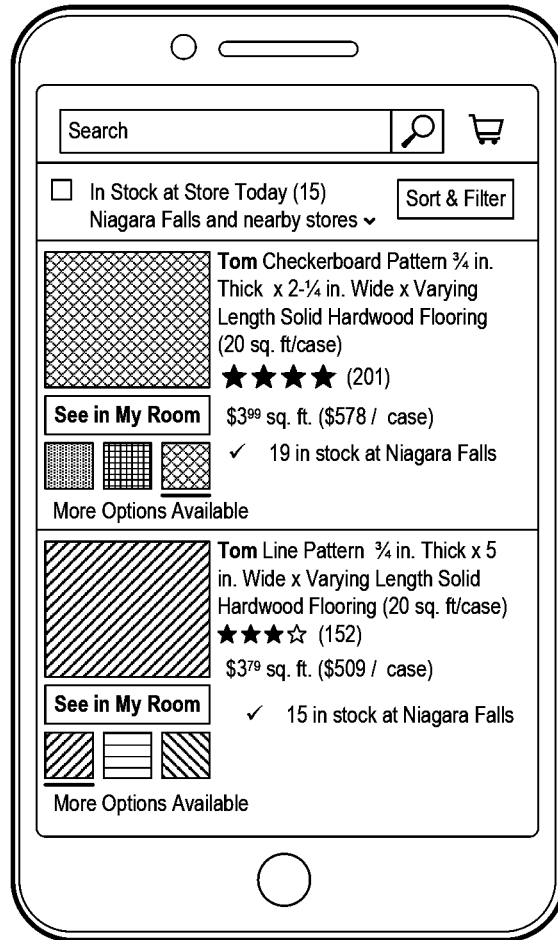 Search
In Stock at Store Today (15)
Niagara Falls and nearby stores
Sort & Filter
Tom Checkerboard Pattern ¾ in.
Thick x 2-¼ in. Wide x Varying
Length Solid Hardwood Flooring
(20 sq. ft/case)
(201)
See in My Room
$3⁹⁹ sq. ft. ($578 / case)
19 in stock at Niagara Falls
More Options Available
Tom Line Pattern ¾ in. Thick x 5
in. Wide x Varying Length Solid
Hardwood Flooring (20 sq. ft/case)
(152)
$3⁷⁹ sq. ft. ($509 / case)
See in My Room
15 in stock at Niagara Falls
More Options Available